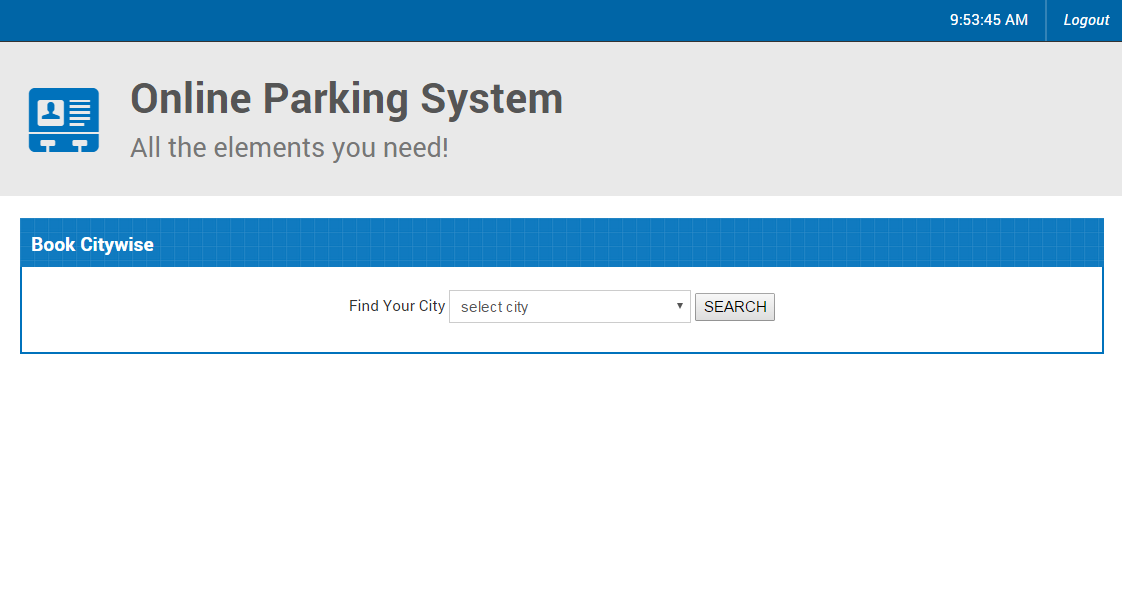 9:53:45 AM Logout
Online Parking System
All the elements you need!
Book Citywise
Find Your City select city SEARCH